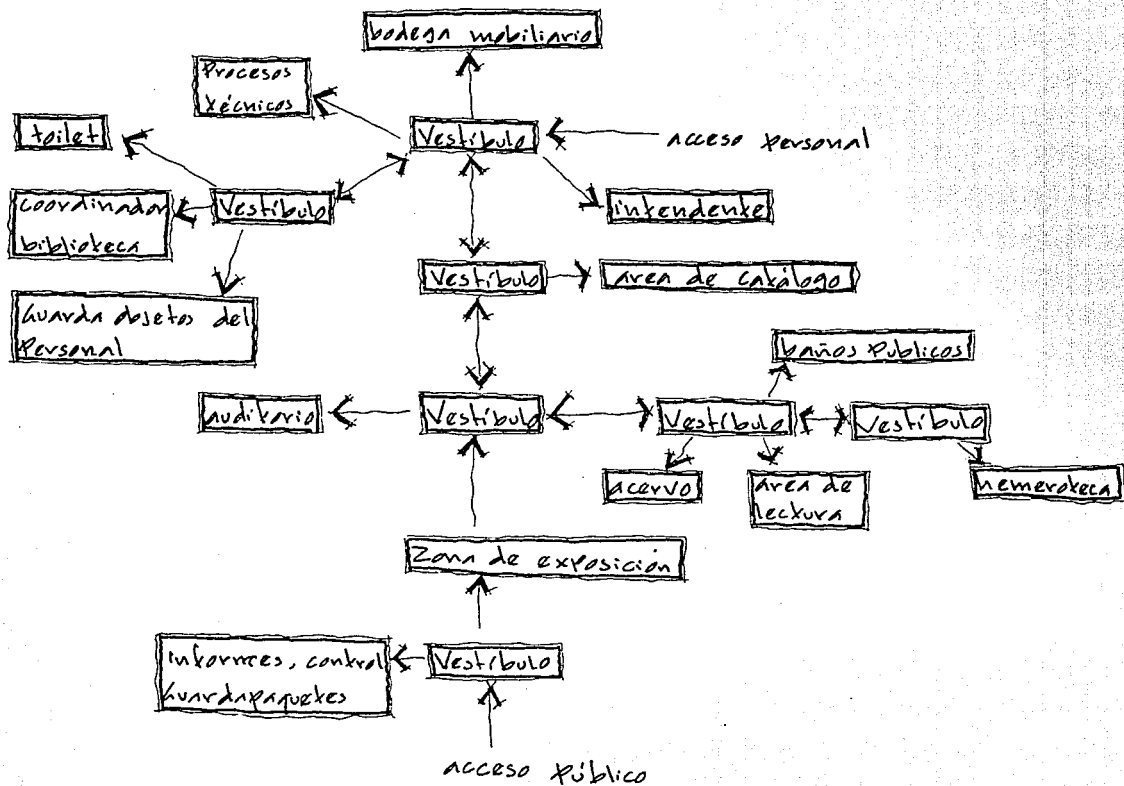 bodega mobiliario
Procesos
técnicos
toilet
Vestíbulo
acceso personal
coordinador
biblioteca
Vestíbulo
intendente
Vestíbulo
área de catálogo
Guarda objetos del
Personal
baños Públicos
auditorio
Vestíbulo
Vestíbulo
Vestíbulo
acervo
área de
lectura
hemeroteca
Zona de exposición
informes, control
Guardapaquetes
Vestíbulo
acceso público